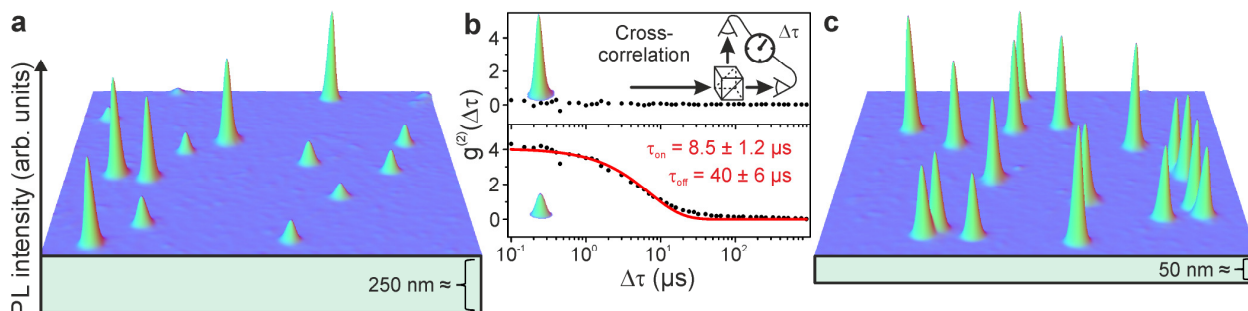 a
PL intensity (arb. units)
250 nm ≈
b
g⁽²⁾(Δτ)
4
2
0
Cross-
correlation
Δτ
4
2
0
τon = 8.5 ± 1.2 µs
τoff = 40 ± 6 µs
10⁻¹ 10⁰ 10¹ 10²
Δτ (µs)
c
50 nm ≈